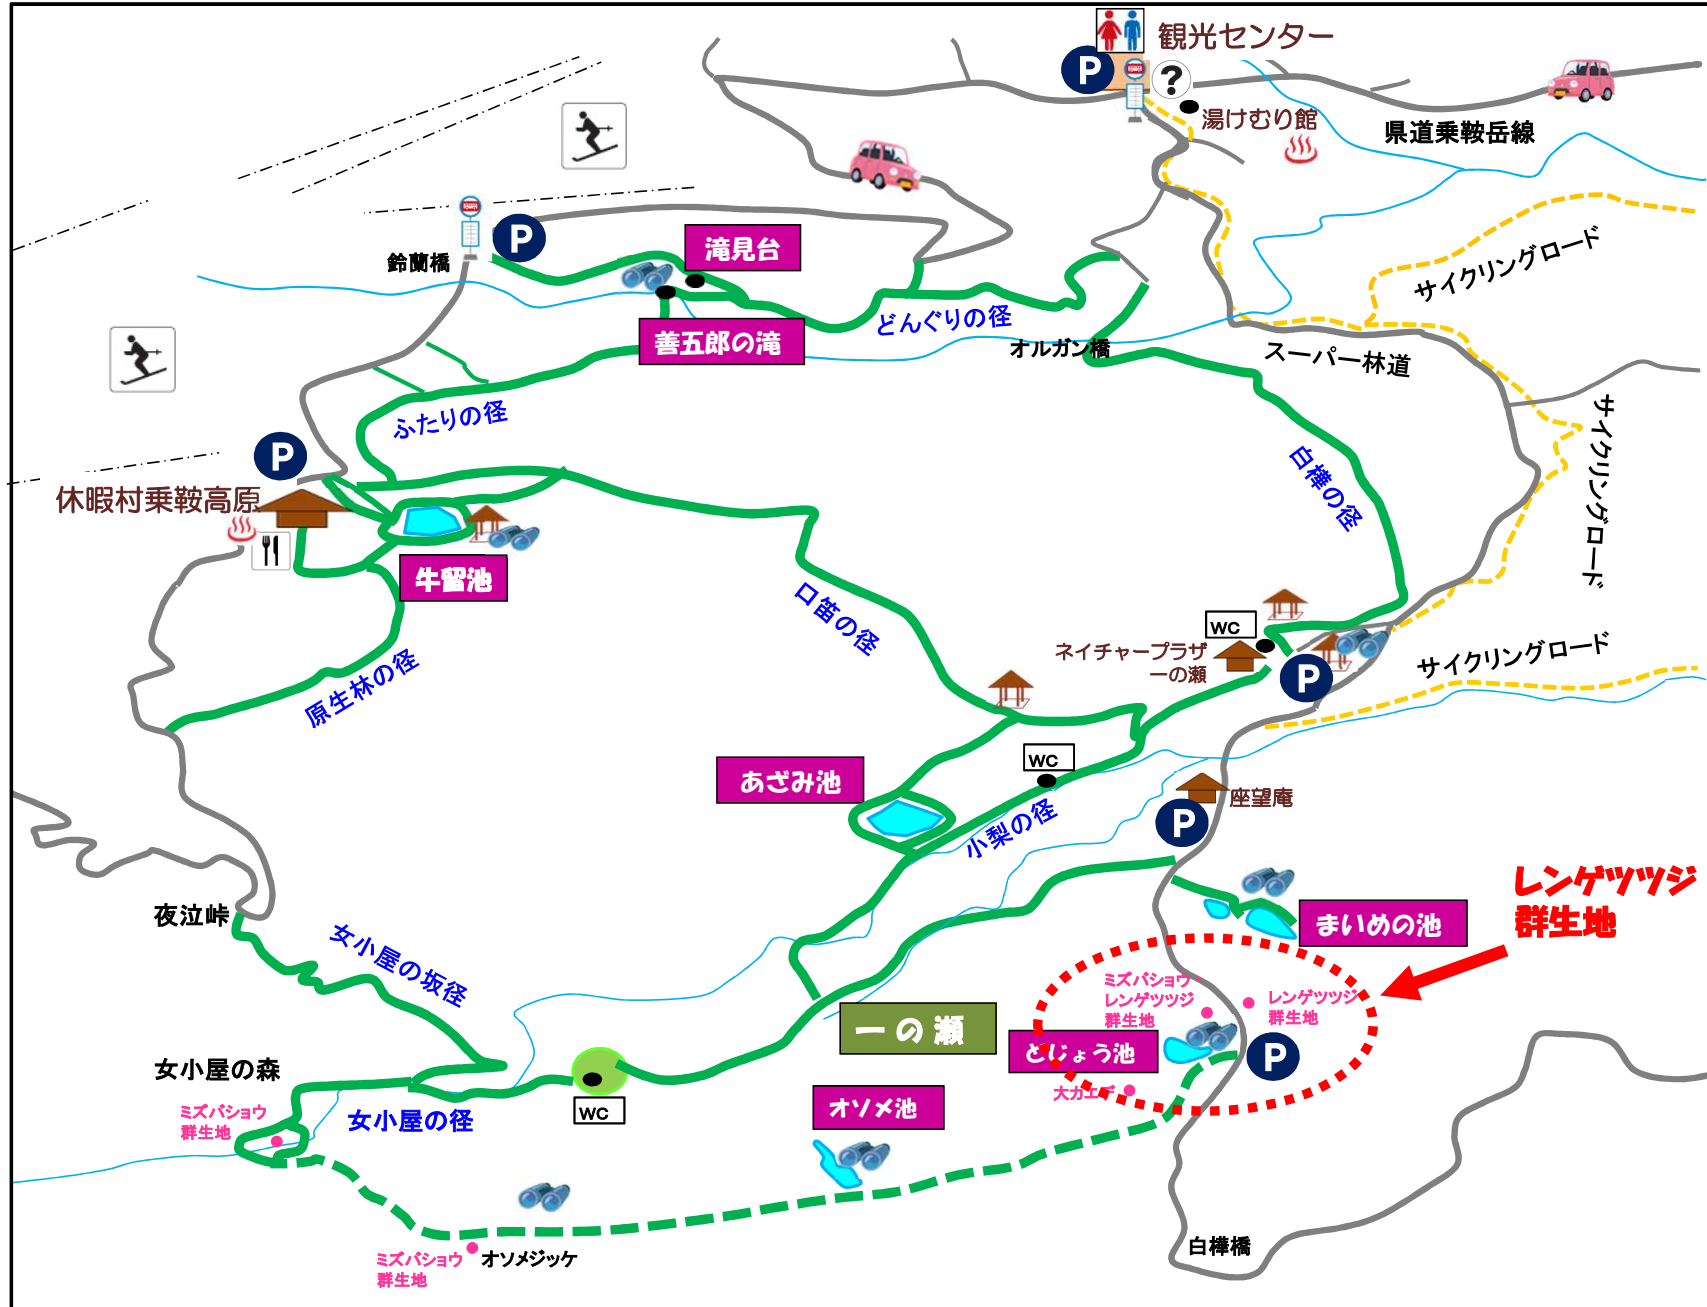 観光センター
P
?
湯けむり館
県道乗鞍岳線
P
鈴蘭橋
滝見台
サイクリングロード
どんぐりの径
善五郎の滝
オルガン橋
スーパー林道
サイクリングロード
ふたりの径
P
休暇村乗鞍高原
白樺の径
牛留池
口笛の径
WC
ネイチャープラザ
一の瀬
P
サイクリングロード
原生林の径
あざみ池
WC
座望庵
P
小梨の径
レンゲツツジ
群生地
まいめの池
夜泣峠
女小屋の坂径
ミズバショウ
レンゲツツジ
群生地
レンゲツツジ
群生地
一の瀬
どじょう池
P
女小屋の森
大カエデ
オソメ池
WC
ミズバショウ
群生地
女小屋の径
ミズバショウ
群生地
オソメジッケ
白樺橋